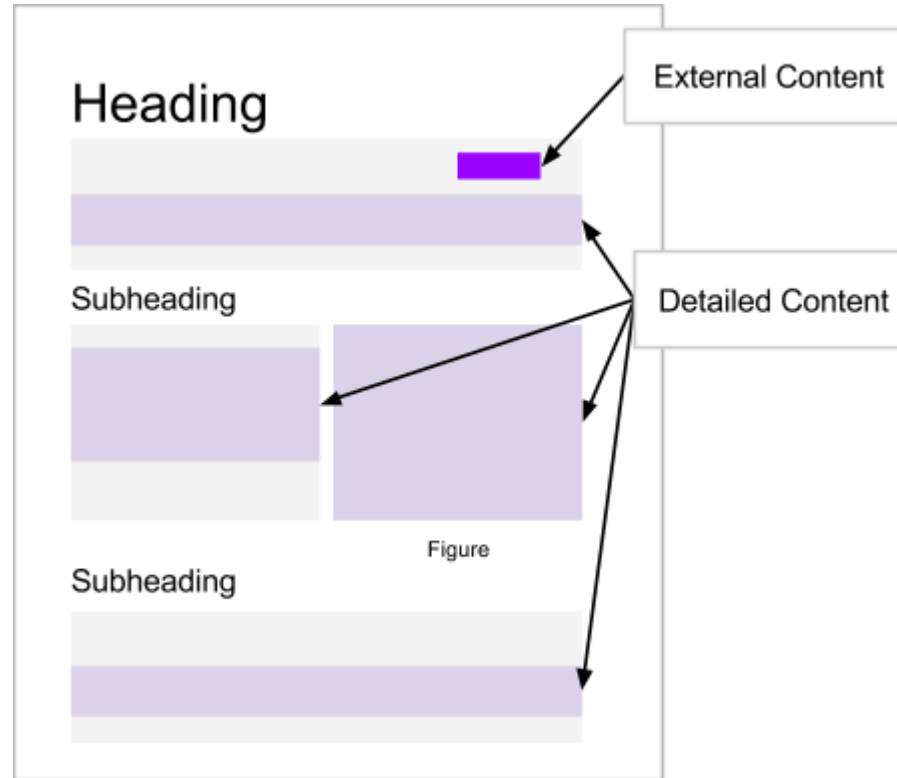 External Content
Heading
Subheading
Detailed Content
Figure
Subheading